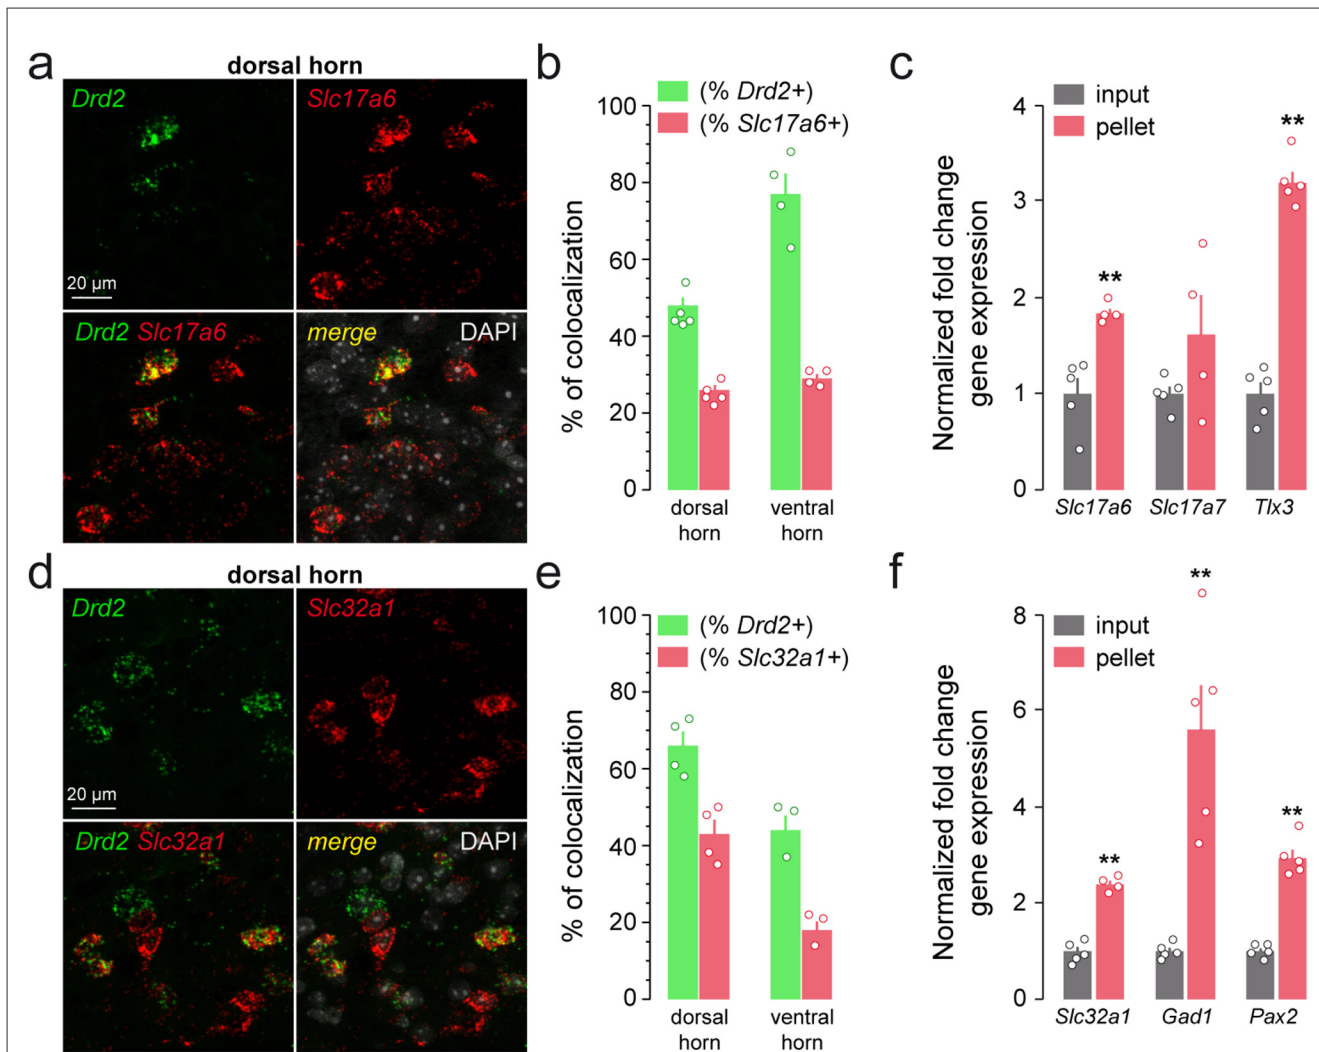 a
dorsal horn
Drd2
Slc17a6
20 µm
Drd2 Slc17a6
merge
DAPI
b
(% Drd2+)
(% Slc17a6+)
% of colocalization
100
80
60
40
20
0
dorsal
horn
ventral
horn
c
input
pellet
Normalized fold change
gene expression
4
3
2
1
0
**
**
Slc17a6
Slc17a7
Tlx3
d
dorsal horn
Drd2
Slc32a1
20 µm
Drd2 Slc32a1
merge
DAPI
e
(% Drd2+)
(% Slc32a1+)
% of colocalization
100
80
60
40
20
0
dorsal
horn
ventral
horn
f
input
pellet
Normalized fold change
gene expression
8
6
4
2
0
**
**
**
Slc32a1
Gad1
Pax2